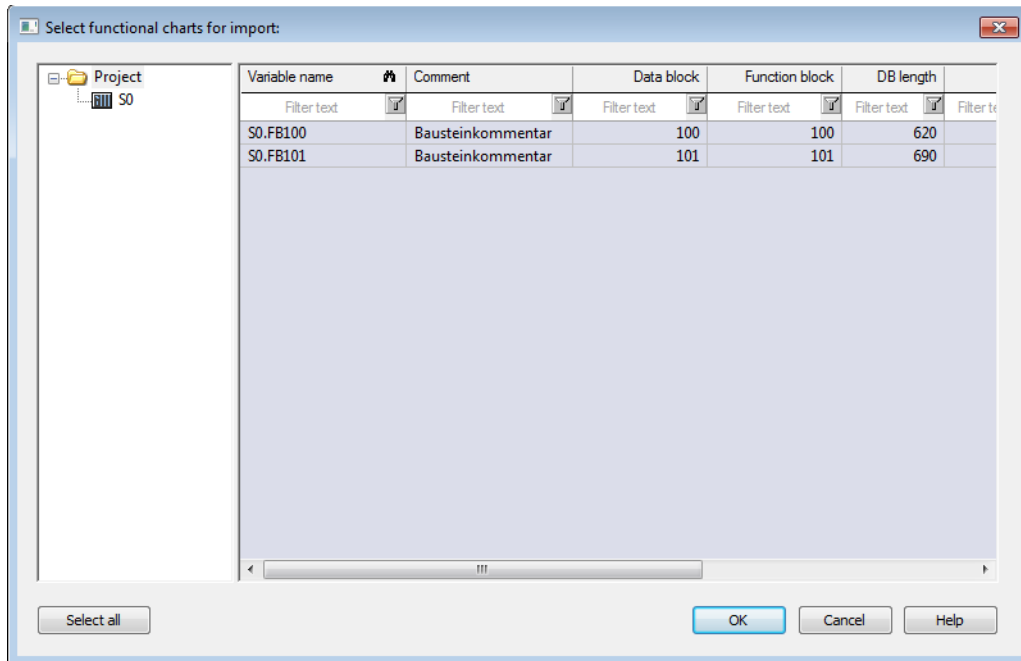 Select functional charts for import:
Project
S0
Variable name Comment Data block Function block DB length
Filter text Filter text Filter text Filter text Filter text Filter te
S0.FB100 Bausteinkommentar 100 100 620
S0.FB101 Bausteinkommentar 101 101 690
Select all OK Cancel Help